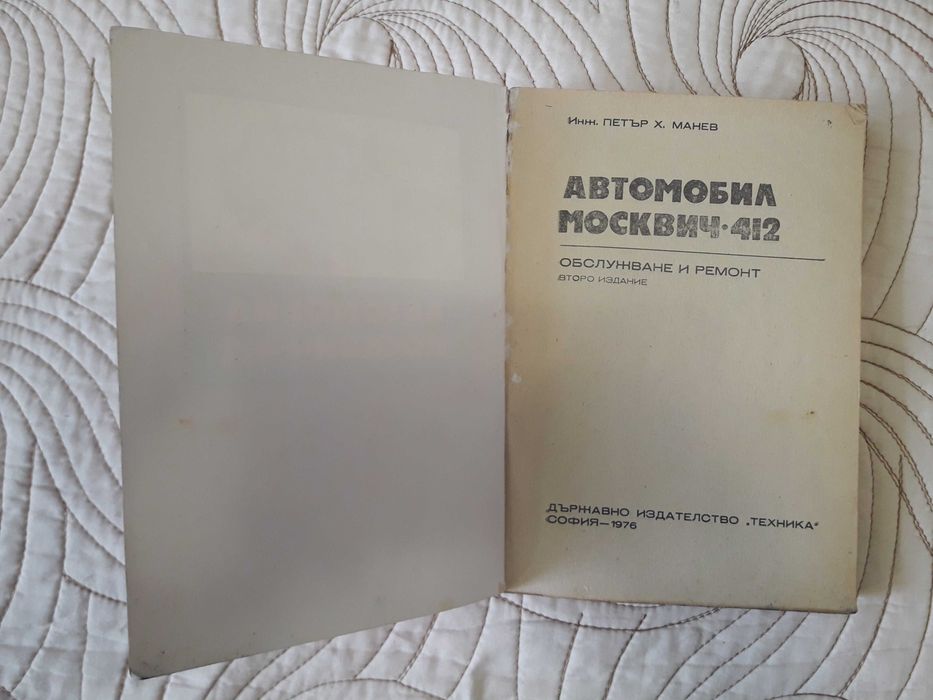 Инж. ПЕТЪР Х. МАНЕВ
АВТОМОБИЛ
МОСКВИЧ·412
ОБСЛУЖВАНЕ И РЕМОНТ
ВТОРО ИЗДАНИЕ
ДЪРЖАВНО ИЗДАТЕЛСТВО „ТЕХНИКА“
СОФИЯ—1976